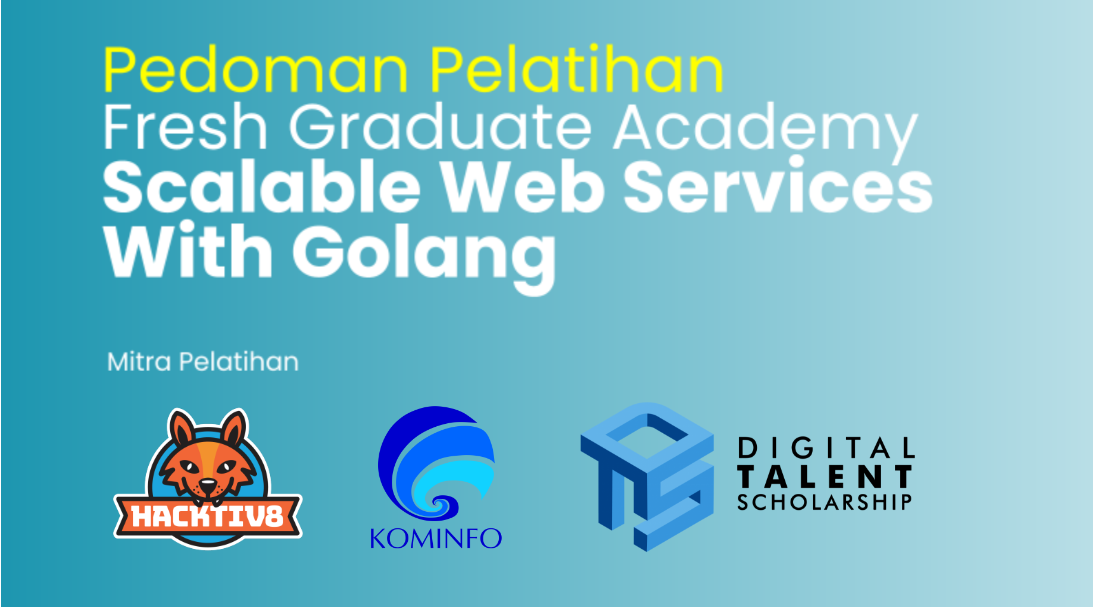 Pedoman Pelatihan
Fresh Graduate Academy
Scalable Web Services
With Golang
Mitra Pelatihan
HACKTIV8
KOMINFO
DIGITAL
TALENT
SCHOLARSHIP